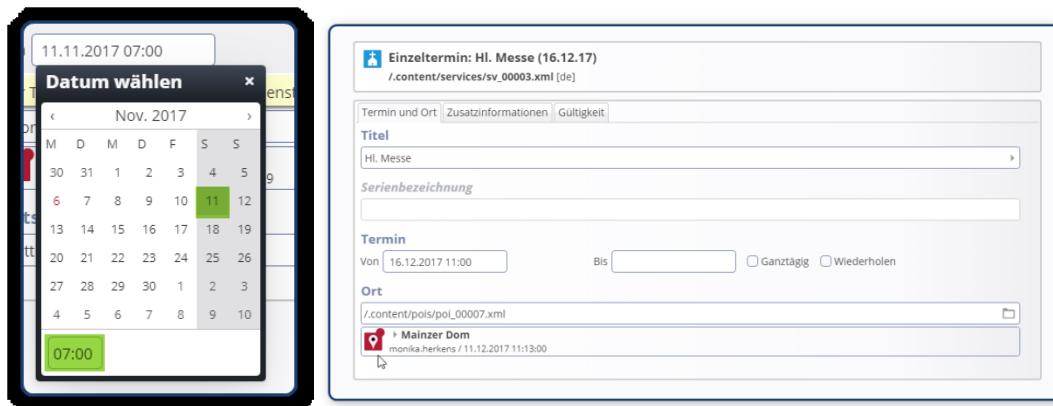 11.11.2017 07:00
Datum wählen ×
enst
‹ Nov. 2017 ›
M D M D F S S
30 31 1 2 3 4 5
6 7 8 9 10 11 12
13 14 15 16 17 18 19
20 21 22 23 24 25 26
27 28 29 30 1 2 3
4 5 6 7 8 9 10
07:00
Einzeltermin: Hl. Messe (16.12.17)
/.content/services/sv_00003.xml [de]
Termin und Ort Zusatzinformationen Gültigkeit
Titel
Hl. Messe
Serienbezeichnung
Termin
Von 16.12.2017 11:00 Bis Ganztägig Wiederholen
Ort
/.content/pois/poi_00007.xml
Mainzer Dom
monika.herkens / 11.12.2017 11:13:00